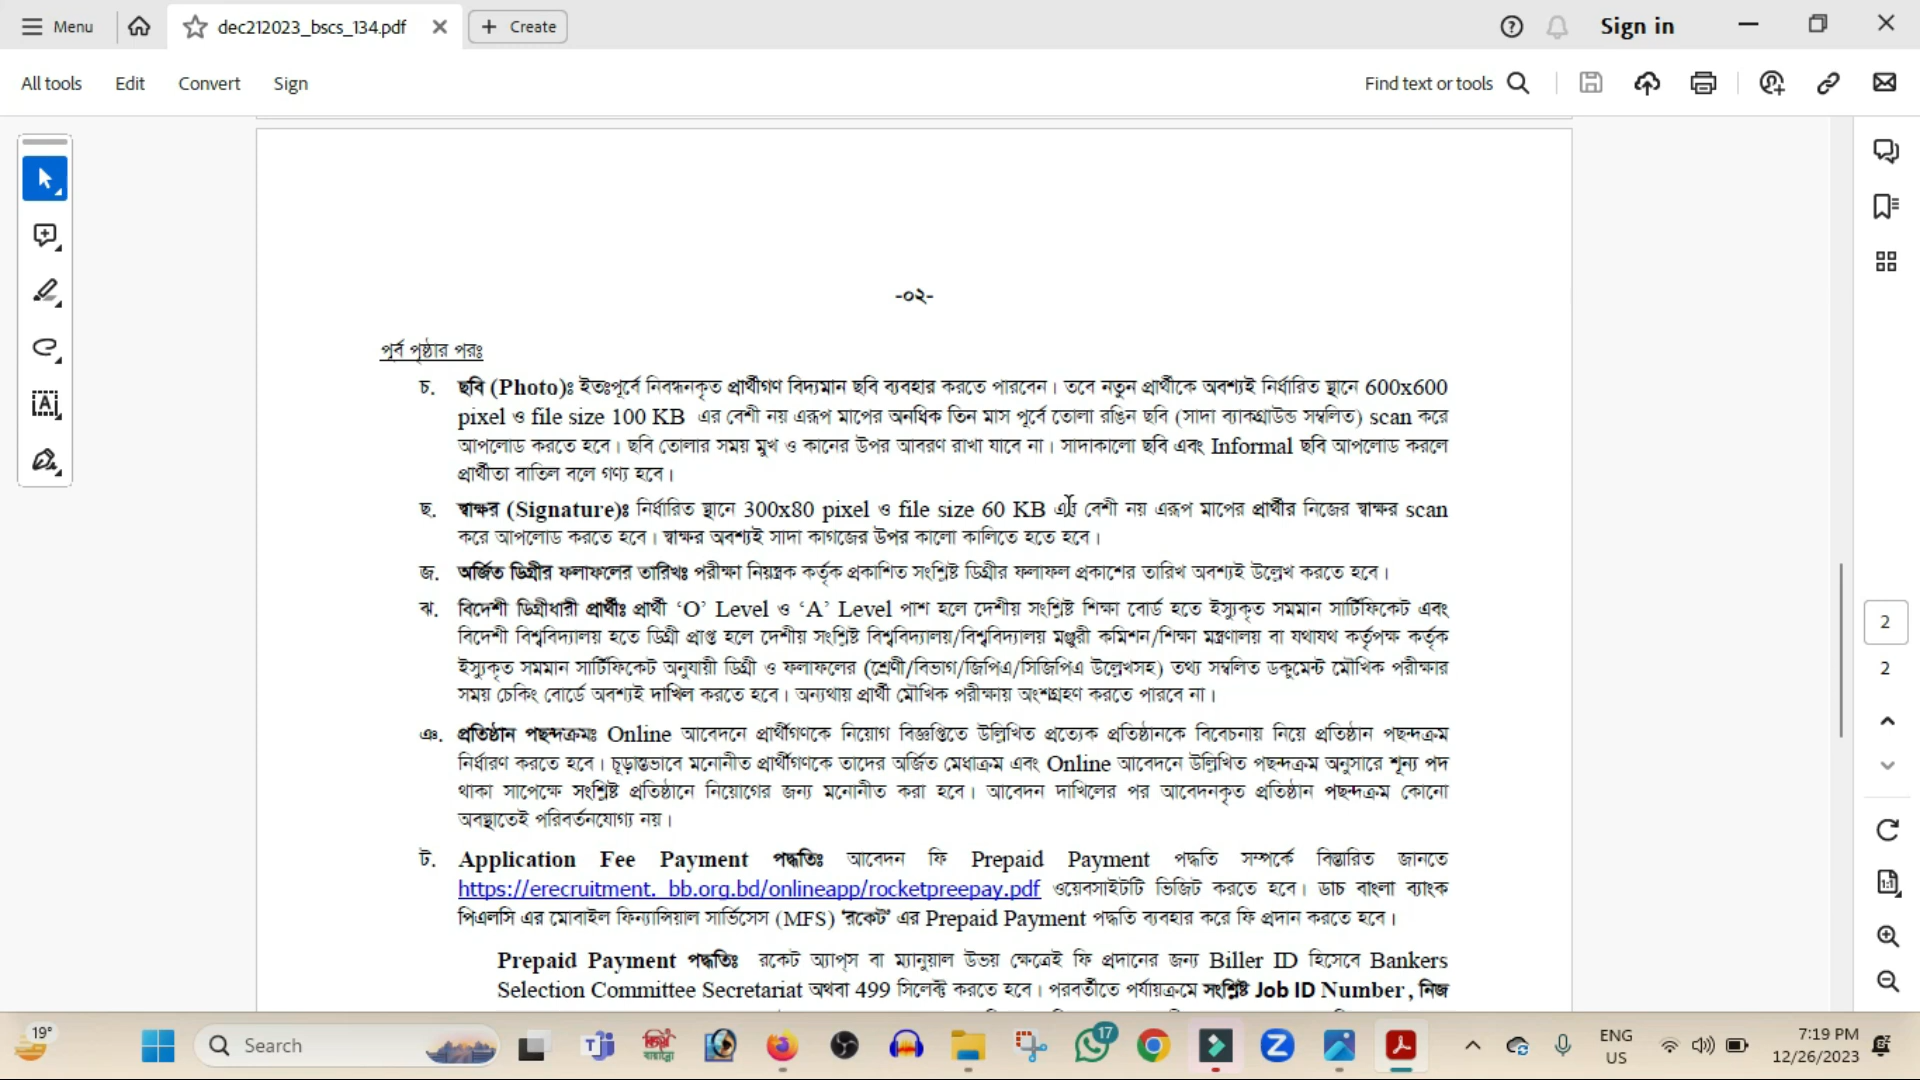 Menu
dec212023_bscs_134.pdf
Create
Sign in
All tools
Edit
Convert
Sign
Find text or tools
-০২-
পূর্ব পৃষ্ঠার পরঃ
চ. ছবি (Photo)ঃ ইতঃপূর্বে নিবন্ধনকৃত প্রার্থীগণ বিদ্যমান ছবি ব্যবহার করতে পারবেন। তবে নতুন প্রার্থীকে অবশ্যই নির্ধারিত স্থানে 600x600
pixel ও file size 100 KB এর বেশী নয় এরূপ মাপের অনধিক তিন মাস পূর্বে তোলা রঙিন ছবি (সাদা ব্যাকগ্রাউন্ড সম্বলিত) scan করে
আপলোড করতে হবে। ছবি তোলার সময় মুখ ও কানের উপর আবরণ রাখা যাবে না। সাদাকালো ছবি এবং Informal ছবি আপলোড করলে
প্রার্থীতা বাতিল বলে গণ্য হবে।
ছ. স্বাক্ষর (Signature)ঃ নির্ধারিত স্থানে 300x80 pixel ও file size 60 KB এর বেশী নয় এরূপ মাপের প্রার্থীর নিজের স্বাক্ষর scan
করে আপলোড করতে হবে। স্বাক্ষর অবশ্যই সাদা কাগজের উপর কালো কালিতে হতে হবে।
জ. অর্জিত ডিগ্রীর ফলাফলের তারিখঃ পরীক্ষা নিয়ন্ত্রক কর্তৃক প্রকাশিত সংশ্লিষ্ট ডিগ্রীর ফলাফল প্রকাশের তারিখ অবশ্যই উল্লেখ করতে হবে।
ঝ. বিদেশী ডিগ্রীধারী প্রার্থীঃ প্রার্থী ‘O’ Level ও ‘A’ Level পাশ হলে দেশীয় সংশ্লিষ্ট শিক্ষা বোর্ড হতে ইস্যুকৃত সমমান সার্টিফিকেট এবং
বিদেশী বিশ্ববিদ্যালয় হতে ডিগ্রী প্রাপ্ত হলে দেশীয় সংশ্লিষ্ট বিশ্ববিদ্যালয়/বিশ্ববিদ্যালয় মঞ্জুরী কমিশন/শিক্ষা মন্ত্রণালয় বা যথাযথ কর্তৃপক্ষ কর্তৃক
ইস্যুকৃত সমমান সার্টিফিকেট অনুযায়ী ডিগ্রী ও ফলাফলের (শ্রেণী/বিভাগ/জিপিএ/সিজিপিএ উল্লেখসহ) তথ্য সম্বলিত ডকুমেন্ট মৌখিক পরীক্ষার
সময় চেকিং বোর্ডে অবশ্যই দাখিল করতে হবে। অন্যথায় প্রার্থী মৌখিক পরীক্ষায় অংশগ্রহণ করতে পারবে না।
ঞ. প্রতিষ্ঠান পছন্দক্রমঃ Online আবেদনে প্রার্থীগণকে নিয়োগ বিজ্ঞপ্তিতে উল্লিখিত প্রত্যেক প্রতিষ্ঠানকে বিবেচনায় নিয়ে প্রতিষ্ঠান পছন্দক্রম
নির্ধারণ করতে হবে। চূড়ান্তভাবে মনোনীত প্রার্থীগণকে তাদের অর্জিত মেধাক্রম এবং Online আবেদনে উল্লিখিত পছন্দক্রম অনুসারে শূন্য পদ
থাকা সাপেক্ষে সংশ্লিষ্ট প্রতিষ্ঠানে নিয়োগের জন্য মনোনীত করা হবে। আবেদন দাখিলের পর আবেদনকৃত প্রতিষ্ঠান পছন্দক্রম কোনো
অবস্থাতেই পরিবর্তনযোগ্য নয়।
ট. Application Fee Payment পদ্ধতিঃ আবেদন ফি Prepaid Payment পদ্ধতি সম্পর্কে বিস্তারিত জানতে
https://erecruitment. bb.org.bd/onlineapp/rocketpreepay.pdf ওয়েবসাইটটি ভিজিট করতে হবে। ডাচ বাংলা ব্যাংক
পিএলসি এর মোবাইল ফিন্যান্সিয়াল সার্ভিসেস (MFS) ‘রকেট’ এর Prepaid Payment পদ্ধতি ব্যবহার করে ফি প্রদান করতে হবে।
Prepaid Payment পদ্ধতিঃ রকেট অ্যাপ্স বা ম্যানুয়াল উভয় ক্ষেত্রেই ফি প্রদানের জন্য Biller ID হিসেবে Bankers
Selection Committee Secretariat অথবা 499 সিলেক্ট করতে হবে। পরবর্তীতে পর্যায়ক্রমে সংশ্লিষ্ট Job ID Number, নিজ
2
2
19°
Search
17
ENG
US
7:19 PM
12/26/2023